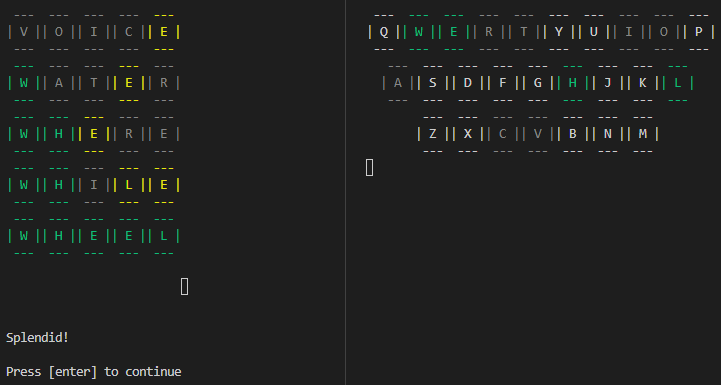 --- --- --- --- ---
| V || O || I || C || E |
--- --- --- --- ---
--- --- --- --- ---
| W || A || T || E || R |
--- --- --- --- ---
--- --- --- --- ---
| W || H || E || R || E |
--- --- --- --- ---
--- --- --- --- ---
| W || H || I || L || E |
--- --- --- --- ---
--- --- --- --- ---
| W || H || E || E || L |
--- --- --- --- ---
Splendid!
Press [enter] to continue
--- --- --- --- --- --- --- --- --- ---
| Q || W || E || R || T || Y || U || I || O || P |
--- --- --- --- --- --- --- --- --- ---
--- --- --- --- --- --- --- --- ---
| A || S || D || F || G || H || J || K || L |
--- --- --- --- --- --- --- --- ---
--- --- --- --- --- --- ---
| Z || X || C || V || B || N || M |
--- --- --- --- --- --- ---